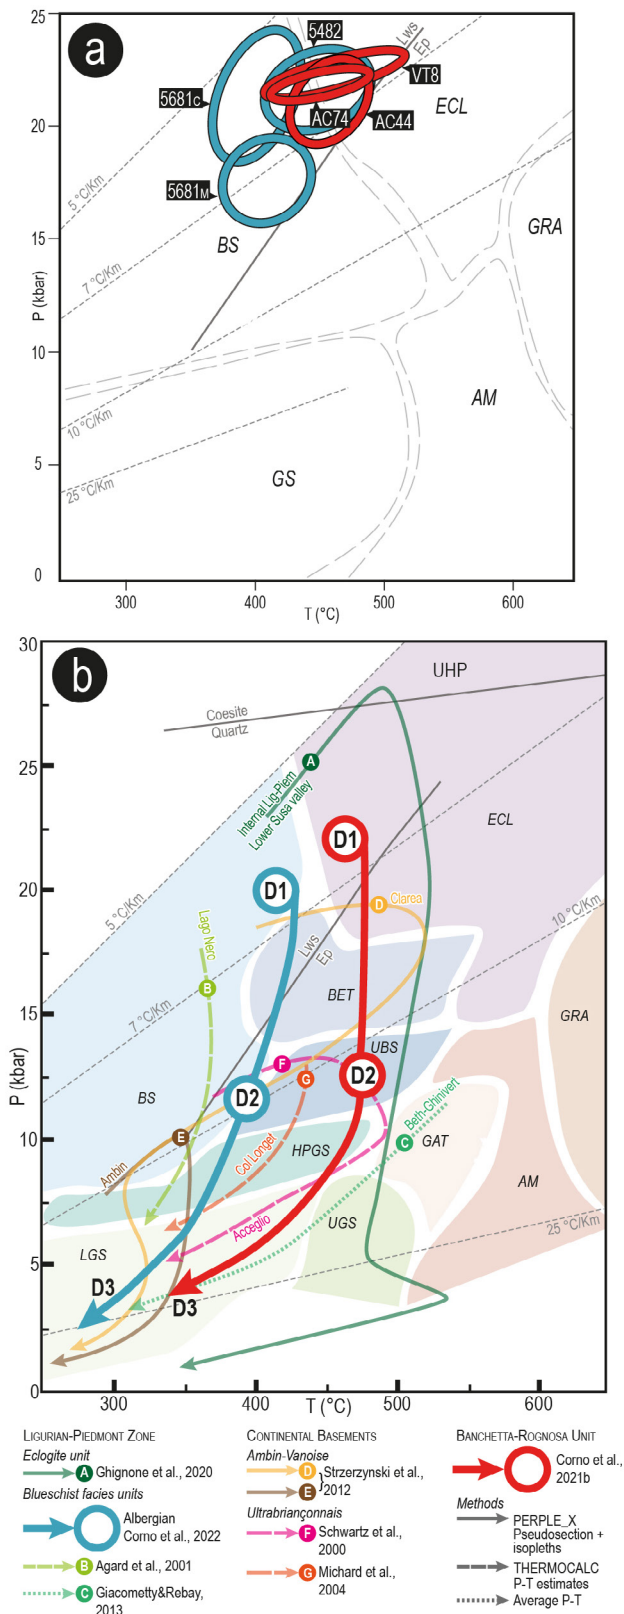 a
25
20
15
10
5
0
P (kbar)
300
400
500
600
T (°C)
5482
Lws
Ep
VT8
ECL
5681C
AC74
AC44
5681M
5 °C/Km
7 °C/Km
BS
GRA
10 °C/Km
25 °C/Km
AM
GS
b
30
25
20
15
10
5
0
P (kbar)
300
400
500
600
T (°C)
UHP
Coesite
Quartz
A
Internal Lig-Piem
Lower Susa valley
ECL
D1
D1
D
Clarea
5 °C/Km
10 °C/Km
Lago Nero
Lws
Ep
B
7 °C/Km
BET
GRA
UBS
F
G
D2
D2
BS
E
Beth-Ghinivert
C
GAT
Ambin
Col Longet
HPGS
AM
Acceglio
UGS
25 °C/Km
LGS
D3
D3
LIGURIAN-PIEDMONT ZONE
Eclogite unit
A Ghignone et al., 2020
Blueschist facies units
Albergian
Corno et al., 2022
B Agard et al., 2001
C Giacometty&Rebay,
2013
CONTINENTAL BASEMENTS
Ambin-Vanoise
D
E
} Strzerzynski et al.,
2012
Ultrabriançonnais
F Schwartz et al.,
2000
G Michard et al.,
2004
BANCHETTA-ROGNOSA UNIT
Corno et al.,
2021b
Methods
PERPLE_X
Pseudosection +
isopleths
THERMOCALC
P-T estimates
Average P-T